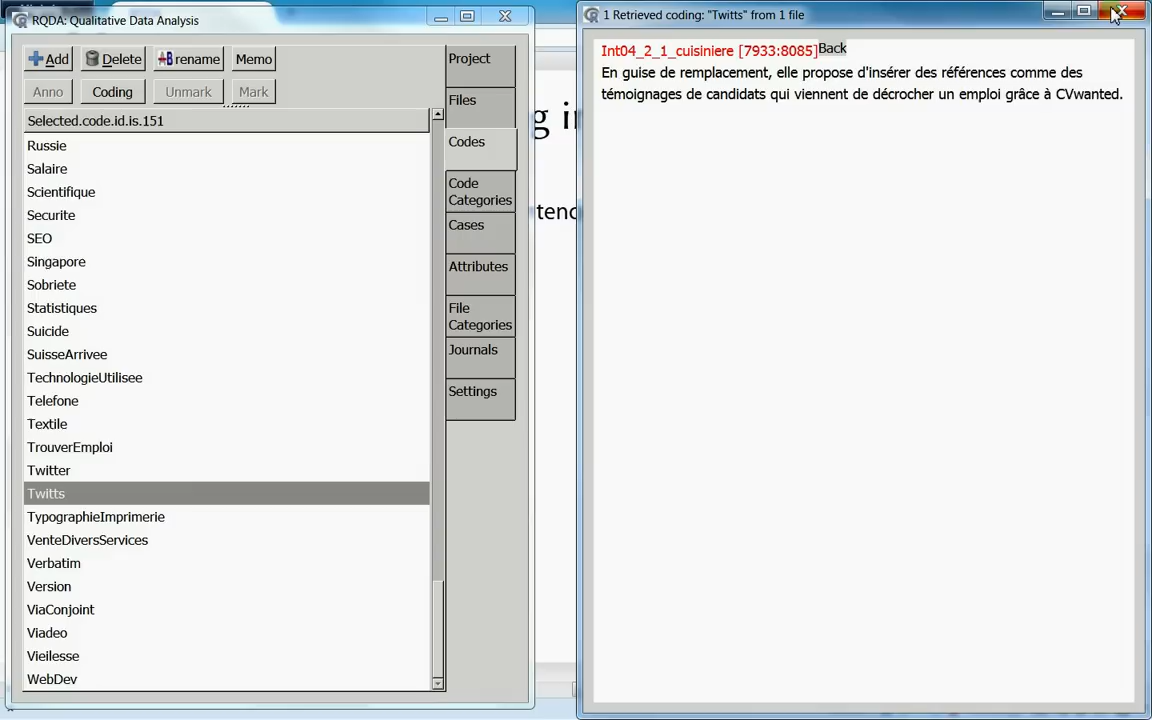 RQDA: Qualitative Data Analysis
Add
Delete
rename
Memo
Anno
Coding
Unmark
Mark
Selected.code.id.is.151
Russie
Salaire
Scientifique
Securite
SEO
Singapore
Sobriete
Statistiques
Suicide
SuisseArrivee
TechnologieUtilisee
Telefone
Textile
TrouverEmploi
Twitter
Twitts
TypographieImprimerie
VenteDiversServices
Verbatim
Version
ViaConjoint
Viadeo
Vieilesse
WebDev
Project
Files
Codes
Code
Categories
Cases
Attributes
File
Categories
Journals
Settings
g i
tenc
1 Retrieved coding: "Twitts" from 1 file
Int04_2_1_cuisiniere [7933:8085]Back
En guise de remplacement, elle propose d'insérer des références comme des
témoignages de candidats qui viennent de décrocher un emploi grâce à CVwanted.